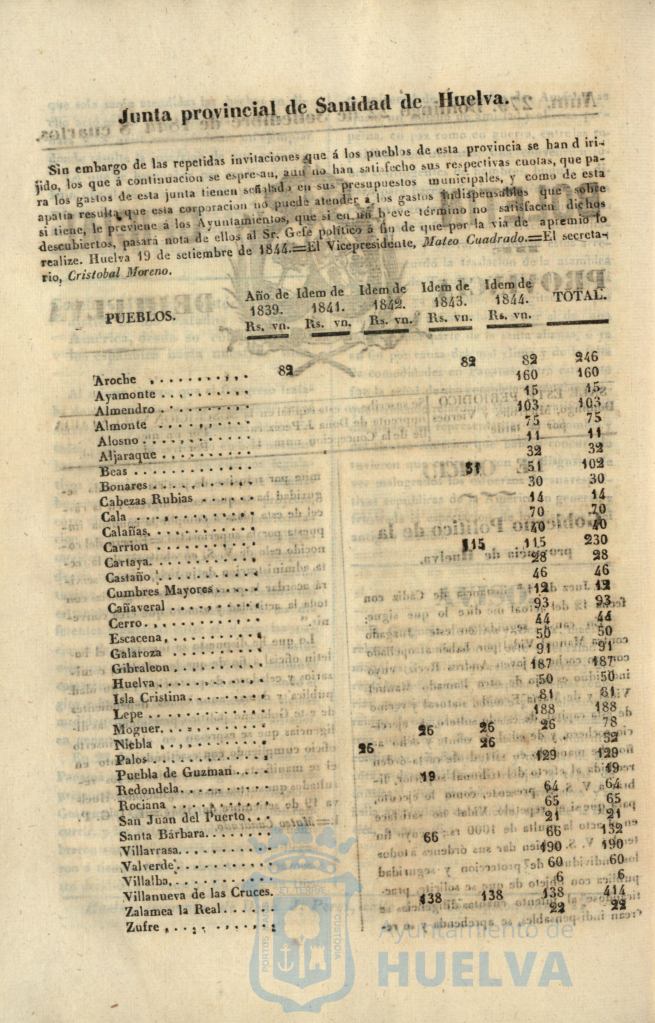 Junta provincial de Sanidad de Huelva.
Sin embargo de las repetidas invitaciones que á los pueblos de esta provincia se han d iri-
jido, los que á continuacion se espre-an, aun no han satisfecho sus respectivas cuotas, que pa-
ra los gastos de esta junta tienen señalado en sus presupuestos municipales, y como de esta
apatia resulta que esta corporacion no puede atender á los gastos indispensables que sobre
si tiene, le previene á los Ayuntamientos, que si en un b·eve término no satisfacen dichos
descubiertos, pasará nota de ellos al Sr. Gefe político á fin de que por la via de apremio lo
realize. Huelva 19 de setiembre de 1844.=El Vicepresidente, Mateo Cuadrado.=El secreta-
rio, Cristobal Moreno.
PUEBLOS. Año de 1839. Rs. vn. Idem de 1841. Rs. vn. Idem de 1842. Rs. vn. Idem de 1843. Rs. vn. Idem de 1844. Rs. vn. TOTAL.
Aroche 82 82 82 246
Ayamonte 160 160
Almendro 15 15
Almonte 103 103
Alosno 75 75
Aljaraque 11 11
Beas 32 32
Bonares 51 51 102
Cabezas Rubias 30 30
Cala 14 14
Calañas. 70 70
Carrion 40 40
Cartaya. 115 115 230
Castaño 28 28
Cumbres Mayores 46 46
Cañaveral 12 12
Cerro. 93 93
Escacena. 44 44
Galaroza 50 50
Gibraleon 91 91
Huelva 187 187
Isla Cristina. 50 50
Lepe 81 81
Moguer. 188 188
Niebla 26 26 26 78
Palos 26 26 52
Puebla de Guzman 129 129
Redondela. 19 19
Rociana 64 64
San Juan del Puerto. 65 65
Santa Bárbara. 21 21
Villarrasa. 66 66 132
Valverde. 190 190
Villalba. 60 60
Villanueva de las Cruces. 6 6
Zalamea la Real. 138 138 138 414
Zufre 22 22
PORTUS MARIS ET TERRAE CUSTODIA
Ayuntamiento de
HUELVA